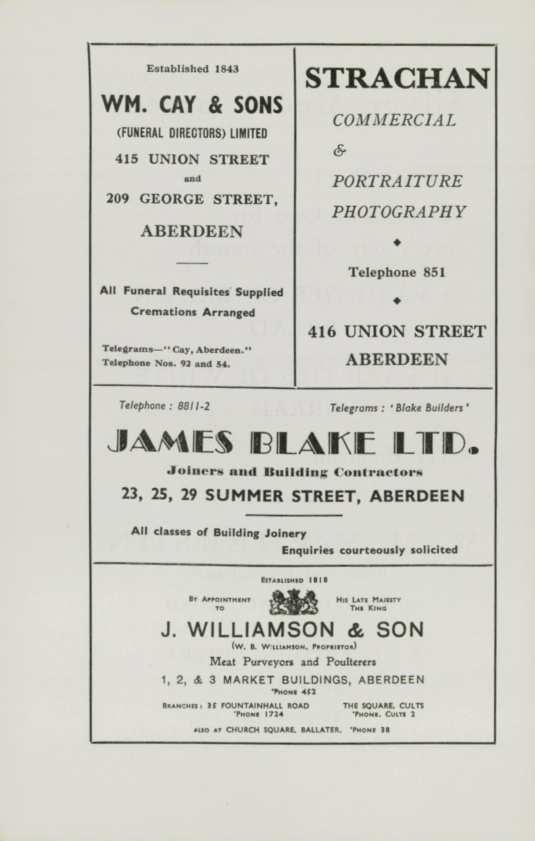 Established 1843
WM. CAY & SONS
(FUNERAL DIRECTORS) LIMITED
415 UNION STREET
and
209 GEORGE STREET,
ABERDEEN
All Funeral Requisites Supplied
Cremations Arranged
Telegrams—"Cay, Aberdeen."
Telephone Nos. 92 and 54.
STRACHAN
COMMERCIAL
&
PORTRAITURE
PHOTOGRAPHY
Telephone 851
416 UNION STREET
ABERDEEN
Telephone : 8811-2
Telegrams : 'Blake Builders'
JAMES BLAKE LTD.
Joiners and Building Contractors
23, 25, 29 SUMMER STREET, ABERDEEN
All classes of Building Joinery
Enquiries courteously solicited
ESTABLISHED 1818
BY APPOINTMENT
TO
HIS LATE MAJESTY
THE KING
J. WILLIAMSON & SON
(W. B. WILLIAMSON, PROPRIETOR)
Meat Purveyors and Poulterers
1, 2, & 3 MARKET BUILDINGS, ABERDEEN
'PHONE 452
BRANCHES : 35 FOUNTAINHALL ROAD
'PHONE 1724
THE SQUARE, CULTS
'PHONE, CULTS 2
ALSO AT CHURCH SQUARE, BALLATER. 'PHONE 38